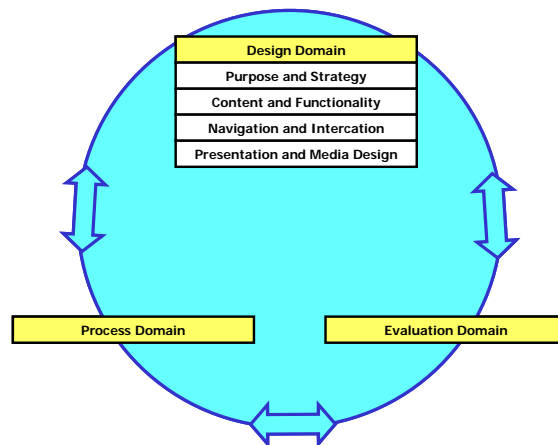 Design Domain
Purpose and Strategy
Content and Functionality
Navigation and Intercation
Presentation and Media Design
Process Domain
Evaluation Domain